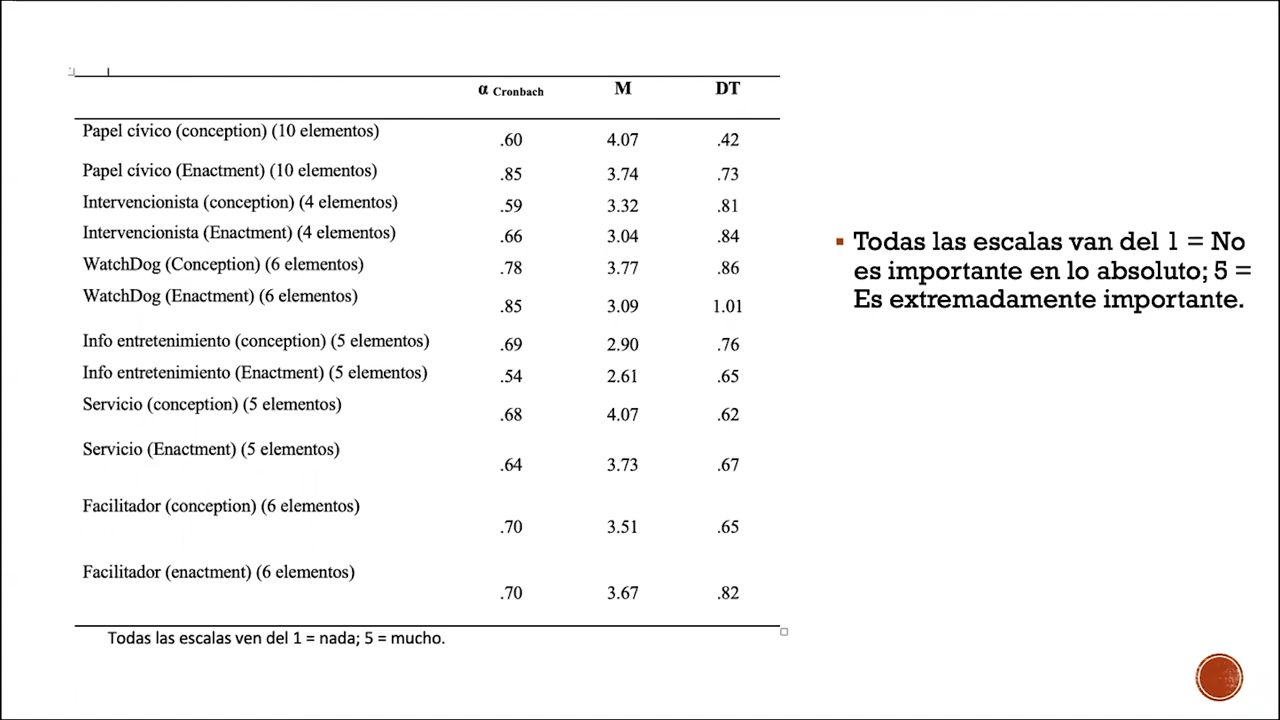 α Cronbach M DT
Papel cívico (conception) (10 elementos) .60 4.07 .42
Papel cívico (Enactment) (10 elementos) .85 3.74 .73
Intervencionista (conception) (4 elementos) .59 3.32 .81
Intervencionista (Enactment) (4 elementos) .66 3.04 .84
WatchDog (Conception) (6 elementos) .78 3.77 .86
WatchDog (Enactment) (6 elementos) .85 3.09 1.01
Info entretenimiento (conception) (5 elementos) .69 2.90 .76
Info entretenimiento (Enactment) (5 elementos) .54 2.61 .65
Servicio (conception) (5 elementos) .68 4.07 .62
Servicio (Enactment) (5 elementos) .64 3.73 .67
Facilitador (conception) (6 elementos) .70 3.51 .65
Facilitador (enactment) (6 elementos) .70 3.67 .82
Todas las escalas ven del 1 = nada; 5 = mucho.
Todas las escalas van del 1 = No
es importante en lo absoluto; 5 =
Es extremadamente importante.